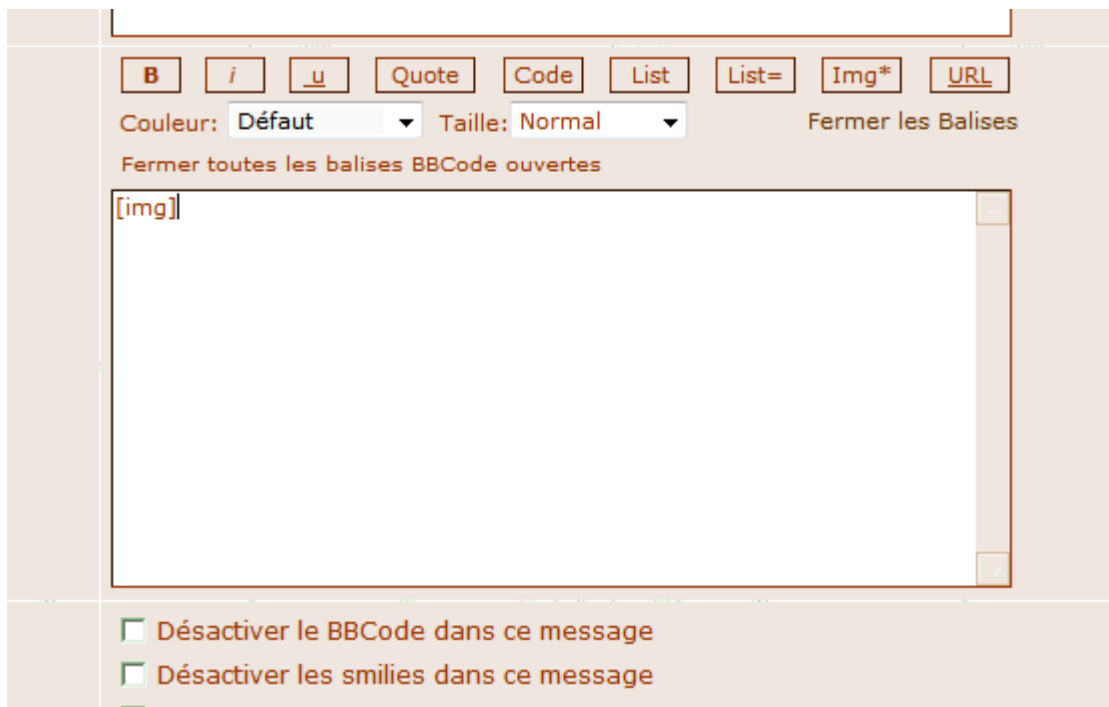 B i u Quote Code List List= Img* URL
Couleur: Défaut Taille: Normal Fermer les Balises
Fermer toutes les balises BBCode ouvertes
[img]
Désactiver le BBCode dans ce message
Désactiver les smilies dans ce message